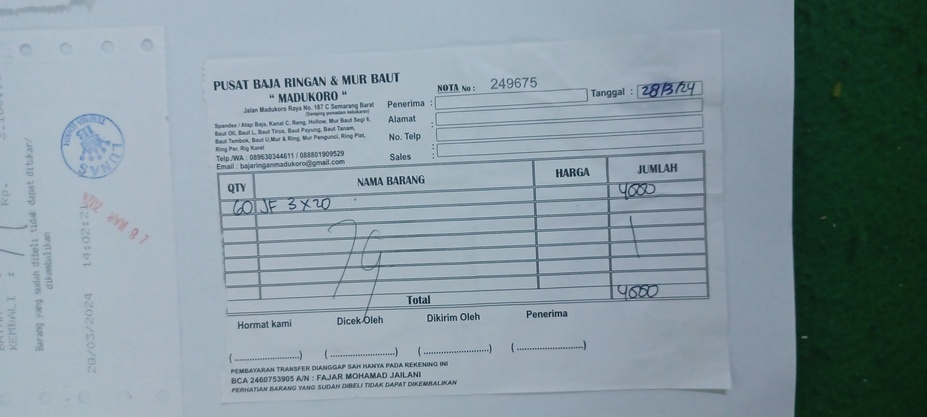 PUSAT BAJA RINGAN & MUR BAUT
“ MADUKORO “
Jalan Madukoro Raya No. 187 C Semarang Barat
(Samping pemadam kebakaran)
Spandex / Atap Baja, Kanal C, Reng, Hollow, Mur Baut Segi 6,
Baut Dll, Baut L, Baut Tirus, Baut Payung, Baut Tanam,
Baut Tembok, Baut U.Mur & Ring, Mur Pengunci, Ring Plat,
Ring Per, Rig Karet
Telp./WA : 089630344611 / 088801909529
Email : bajaringanmadukoro@gmail.com
NOTA No : 249675
Tanggal : 28/3/24
Penerima :
Alamat :
No. Telp :
Sales :
QTY NAMA BARANG HARGA JUMLAH
60 JF 3 x 20 4000
Total 4000
Hormat kami Dicek Oleh Dikirim Oleh Penerima
(........................) (........................) (........................) (........................)
PEMBAYARAN TRANSFER DIANGGAP SAH HANYA PADA REKENING INI
BCA 2460753905 A/N : FAJAR MOHAMAD JAILANI
PERHATIAN BARANG YANG SUDAH DIBELI TIDAK DAPAT DIKEMBALIKAN
KEMBALI : Rp.
Barang yang sudah dibeli tidak dapat ditukar/
dikembalikan
28/03/2024 14:02:2
LUNAS